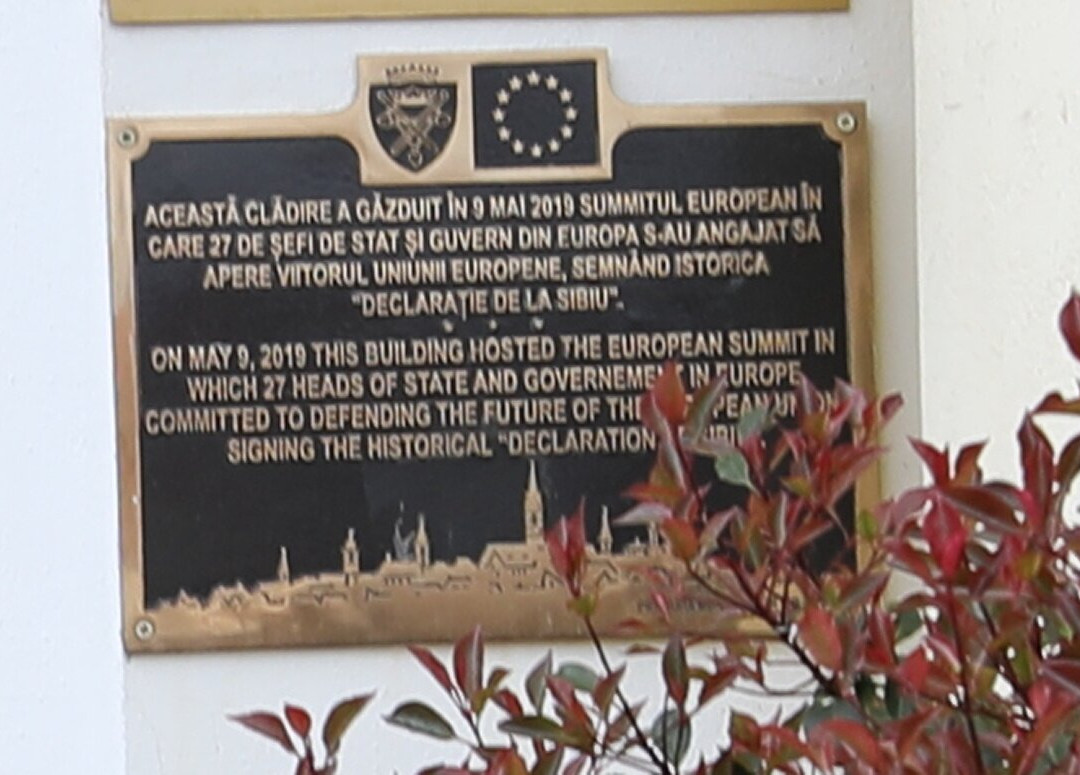 ACEASTĂ CLĂDIRE A GĂZDUIT ÎN 9 MAI 2019 SUMMITUL EUROPEAN ÎN
CARE 27 DE ȘEFI DE STAT ȘI GUVERN DIN EUROPA S-AU ANGAJAT SĂ
APERE VIITORUL UNIUNII EUROPENE, SEMNÂND ISTORICA
"DECLARAȚIE DE LA SIBIU".
ON MAY 9, 2019 THIS BUILDING HOSTED THE EUROPEAN SUMMIT IN
WHICH 27 HEADS OF STATE AND GOVERNEMENT IN EUROPE
COMMITTED TO DEFENDING THE FUTURE OF THE
SIGNING THE HISTORICAL "DECLARATION